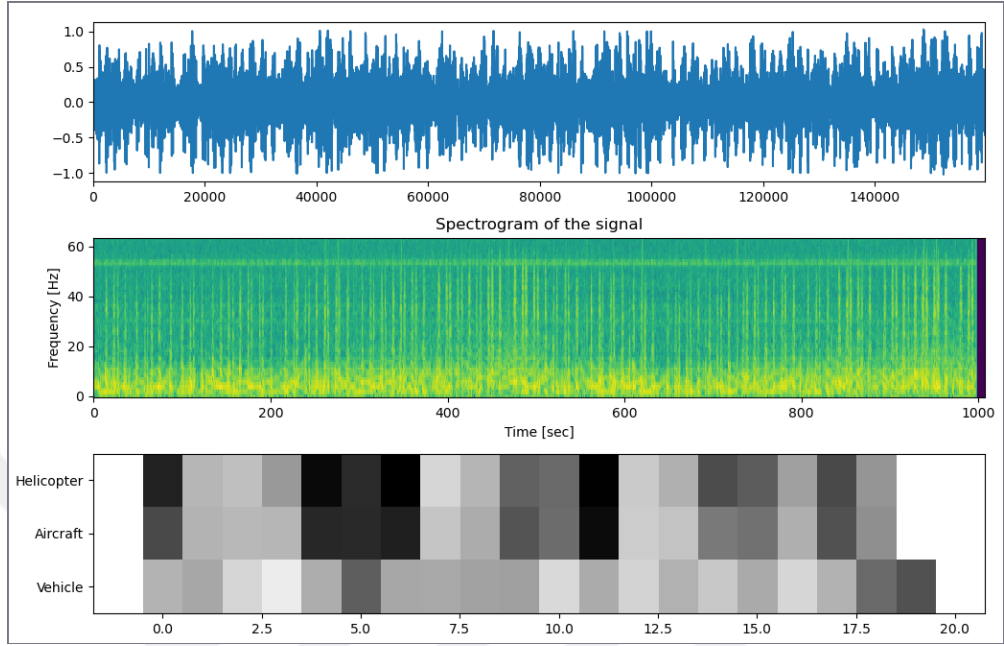 1.0
0.5
0.0
−0.5
−1.0
0 20000 40000 60000 80000 100000 120000 140000
Spectrogram of the signal
60
40
20
0
Frequency [Hz]
0 200 400 600 800 1000
Time [sec]
Helicopter
Aircraft
Vehicle
0.0 2.5 5.0 7.5 10.0 12.5 15.0 17.5 20.0